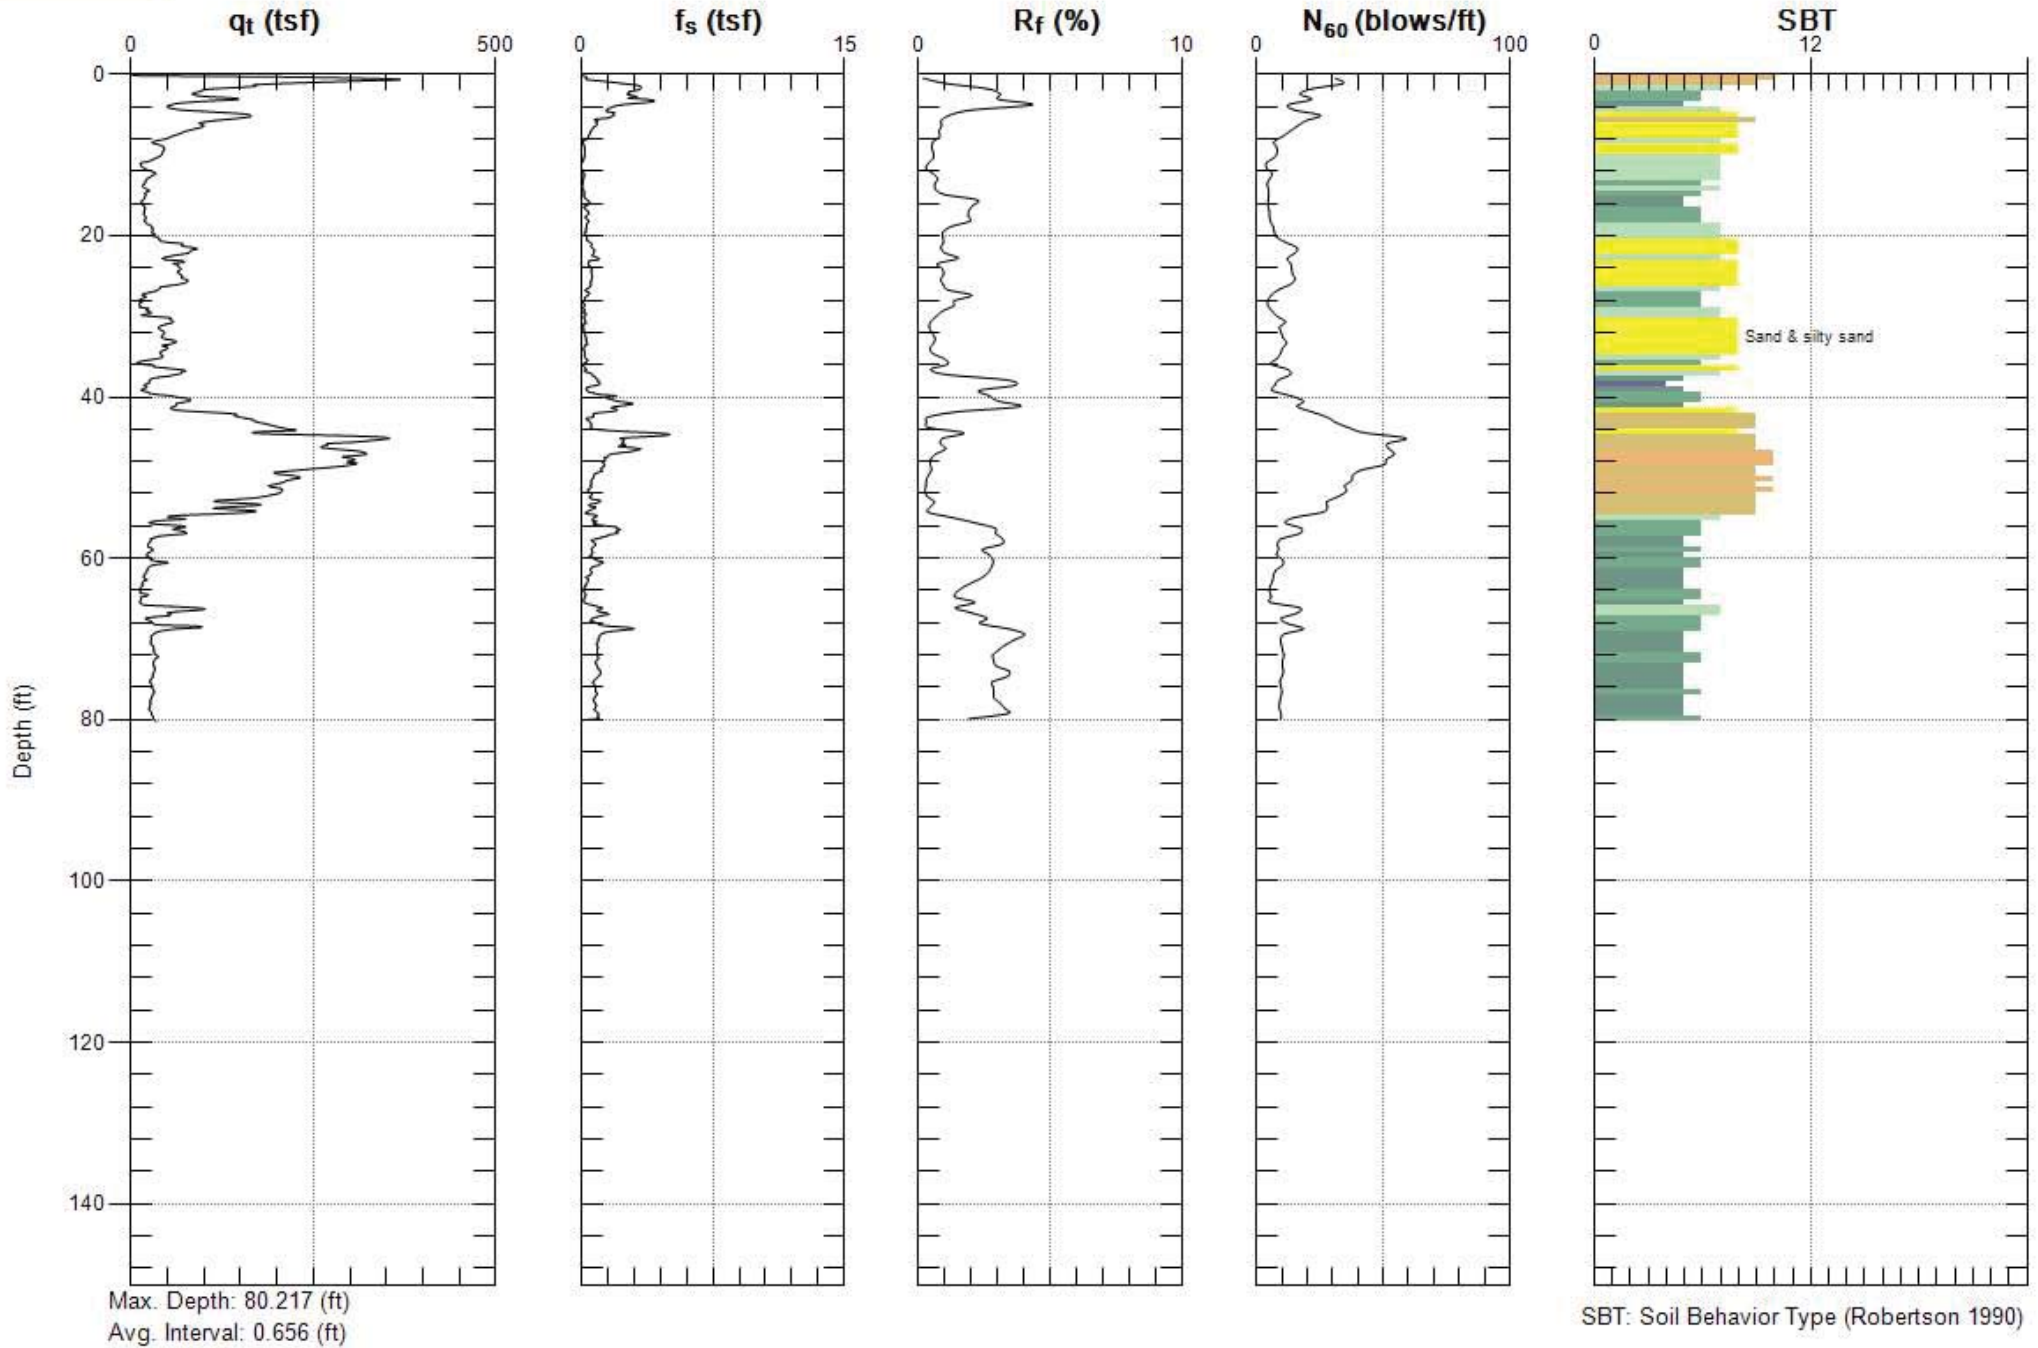 qt (tsf) fs (tsf) Rf (%) N60 (blows/ft) SBT
0 500 0 15 0 10 0 100 0 12
0
20
Sand & silty sand
40
60
Depth (ft)
80
100
120
140
Max. Depth: 80.217 (ft)
Avg. Interval: 0.656 (ft)
SBT: Soil Behavior Type (Robertson 1990)